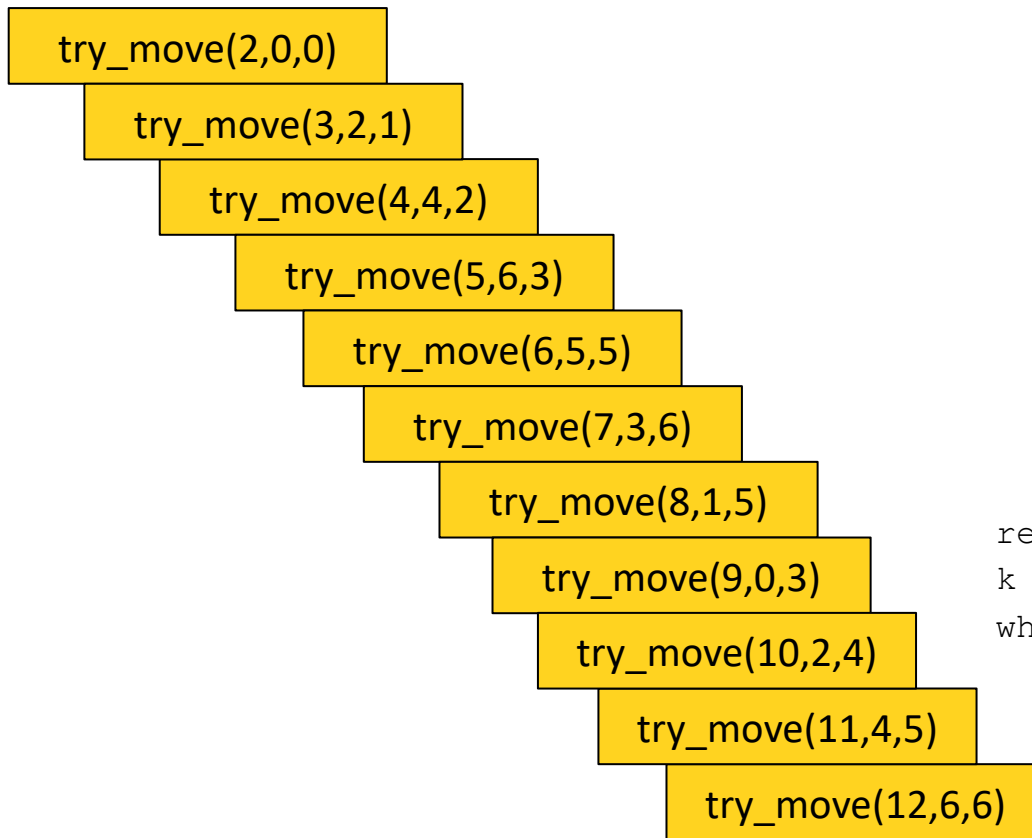 try_move(2,0,0)
try_move(3,2,1)
try_move(4,4,2)
try_move(5,6,3)
try_move(6,5,5)
try_move(7,3,6)
try_move(8,1,5)
re
try_move(9,0,3)
k
wh
try_move(10,2,4)
try_move(11,4,5)
try_move(12,6,6)